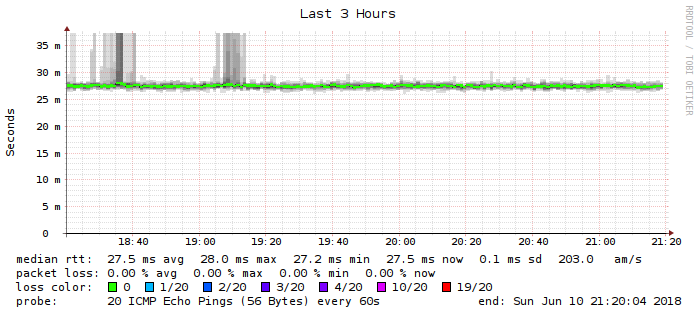 Last 3 Hours
RRDTOOL / TOBI OETIKER
Seconds
35 m
30 m
25 m
20 m
15 m
10 m
5 m
0
18:40 19:00 19:20 19:40 20:00 20:20 20:40 21:00 21:20
median rtt: 27.5 ms avg 28.0 ms max 27.2 ms min 27.5 ms now 0.1 ms sd 203.0 am/s
packet loss: 0.00 % avg 0.00 % max 0.00 % min 0.00 % now
loss color: 0 1/20 2/20 3/20 4/20 10/20 19/20
probe: 20 ICMP Echo Pings (56 Bytes) every 60s end: Sun Jun 10 21:20:04 2018